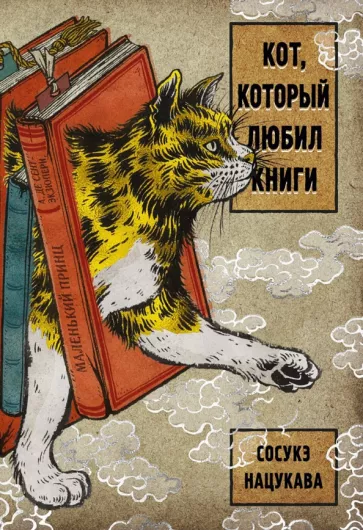 КОТ,
КОТОРЫЙ
ЛЮБИЛ
КНИГИ
А. ДЕ СЕНТ-
ЭКЗЮПЕРИ
МАЛЕНЬКИЙ ПРИНЦ
СОСУКЭ
НАЦУКАВА